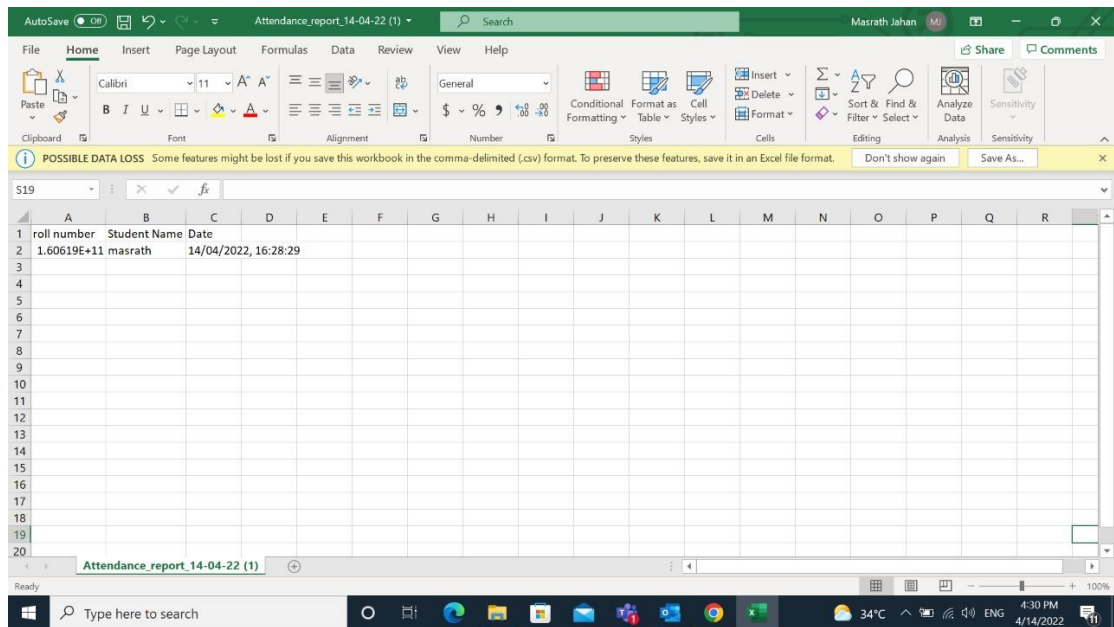 AutoSave Off Attendance_report_14-04-22 (1) Search Masrath Jahan MJ
File Home Insert Page Layout Formulas Data Review View Help Share Comments
Paste Calibri 11 A A General Conditional Formatting Format as Table Cell Styles Insert Delete Format Sort & Filter Find & Select Analyze Data Sensitivity
B I U A $ % 9
Clipboard Font Alignment Number Styles Cells Editing Analysis Sensitivity
POSSIBLE DATA LOSS Some features might be lost if you save this workbook in the comma-delimited (.csv) format. To preserve these features, save it in an Excel file format. Don't show again Save As...
S19 fx
A B C D E F G H I J K L M N O P Q R
1 roll number Student Name Date
2 1.60619E+11 masrath 14/04/2022, 16:28:29
3
4
5
6
7
8
9
10
11
12
13
14
15
16
17
18
19
20
Attendance_report_14-04-22 (1)
Ready 100%
Type here to search 34°C ENG 4:30 PM
4/14/2022